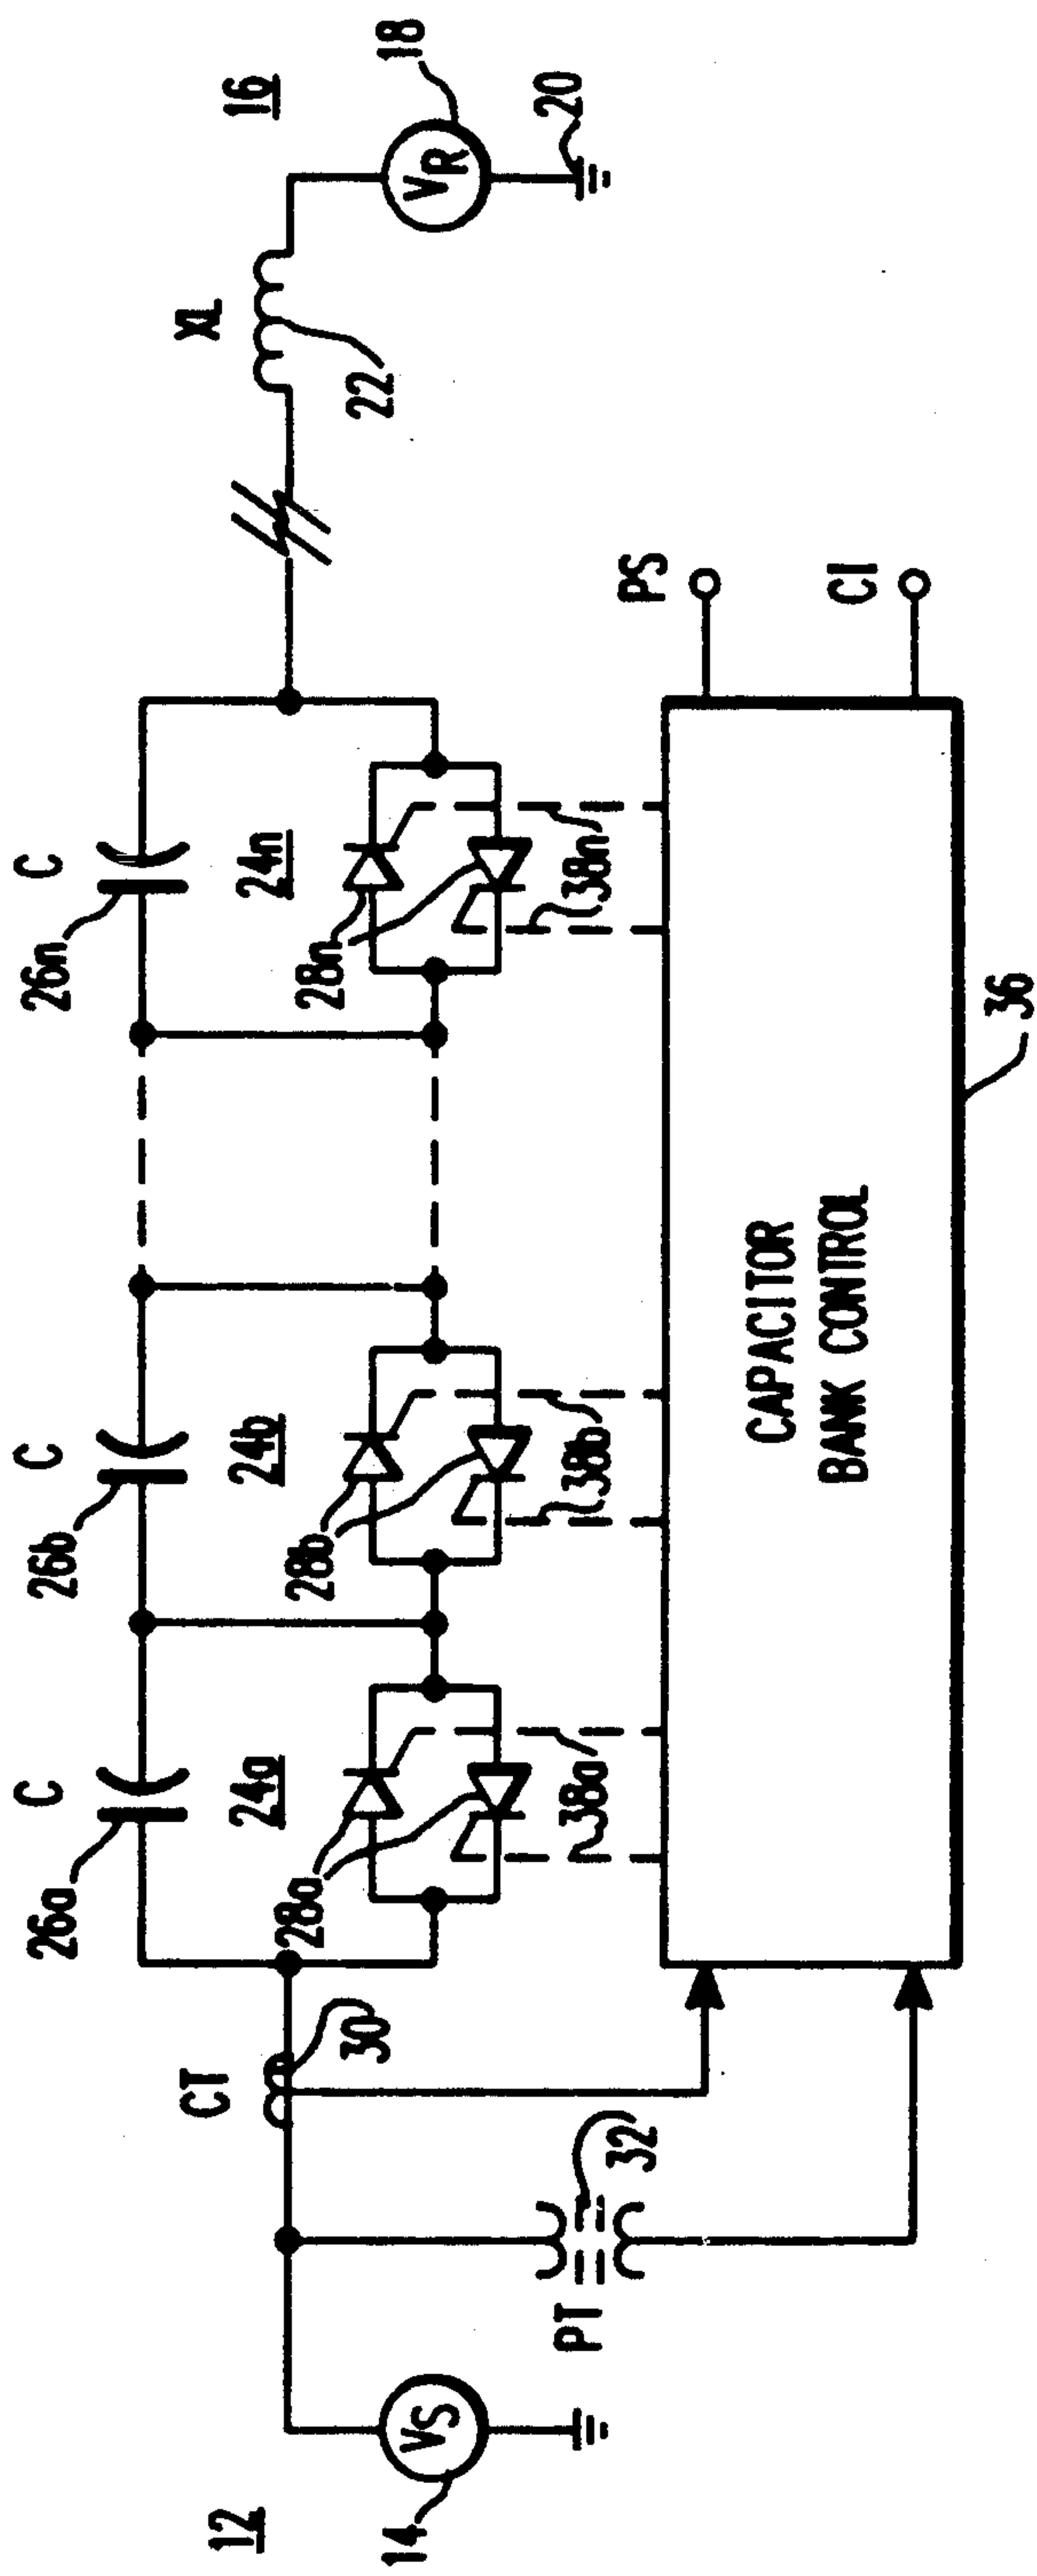 12
14
VS
PT
32
CT
30
26a
C
24a
28a
38a
26b
C
24b
28b
38b
26n
C
24n
28n
38n
XL
22
16
18
VR
20
CAPACITOR
BANK CONTROL
36
PS
CI